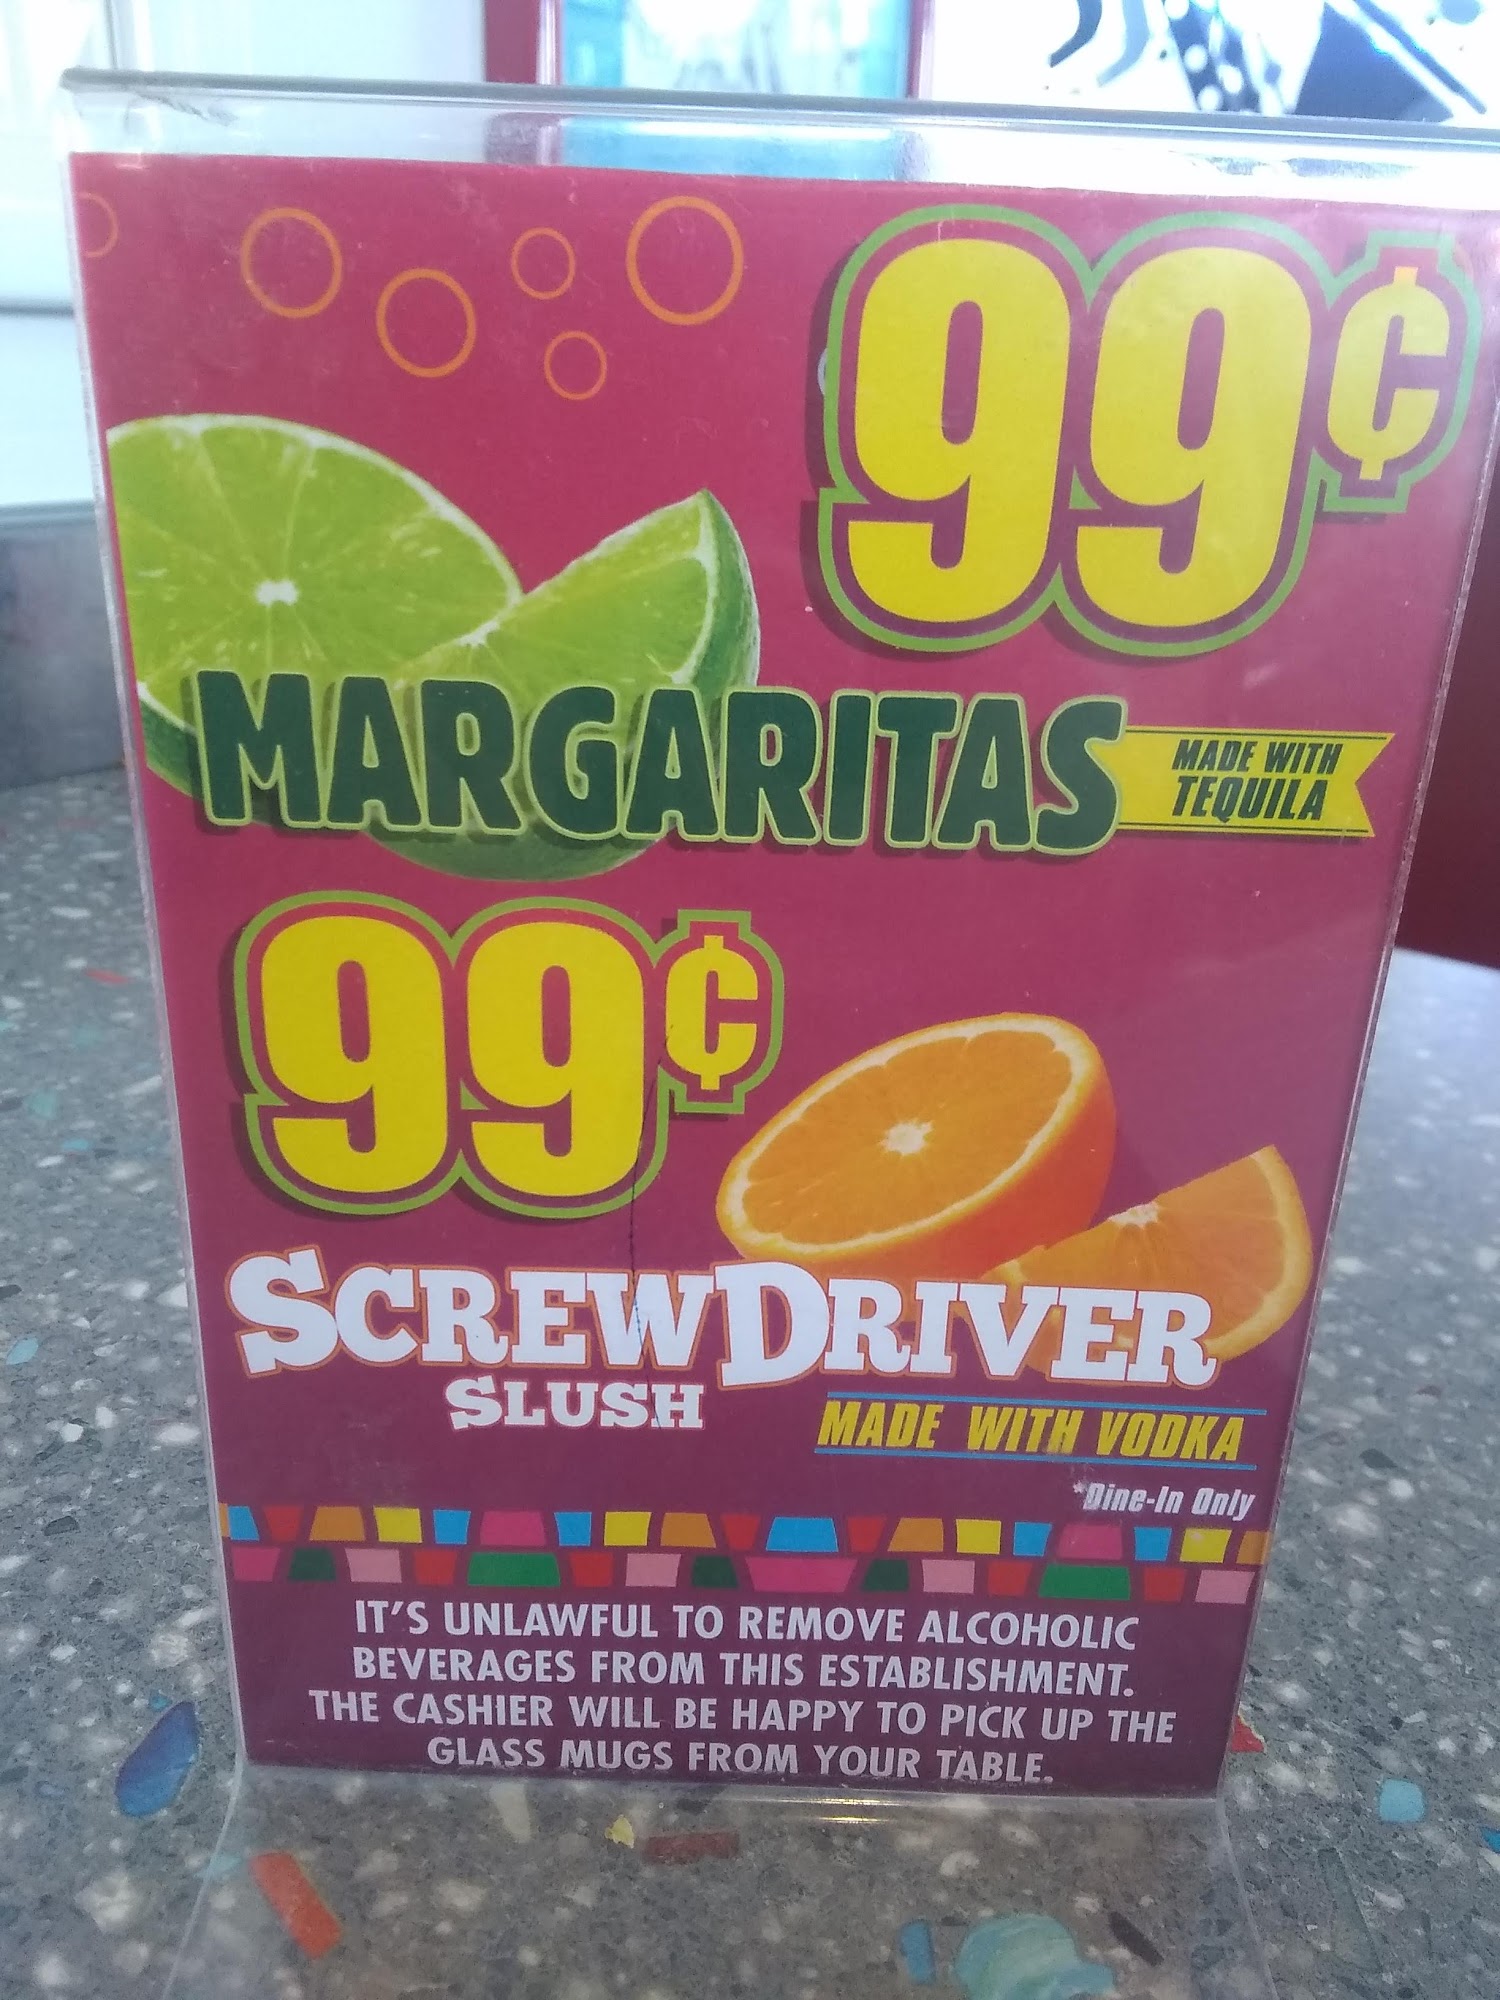 99¢
MARGARITAS
MADE WITH
TEQUILA
99¢
SCREWDRIVER
SLUSH
MADE WITH VODKA
*Dine-In Only
IT'S UNLAWFUL TO REMOVE ALCOHOLIC
BEVERAGES FROM THIS ESTABLISHMENT.
THE CASHIER WILL BE HAPPY TO PICK UP THE
GLASS MUGS FROM YOUR TABLE.